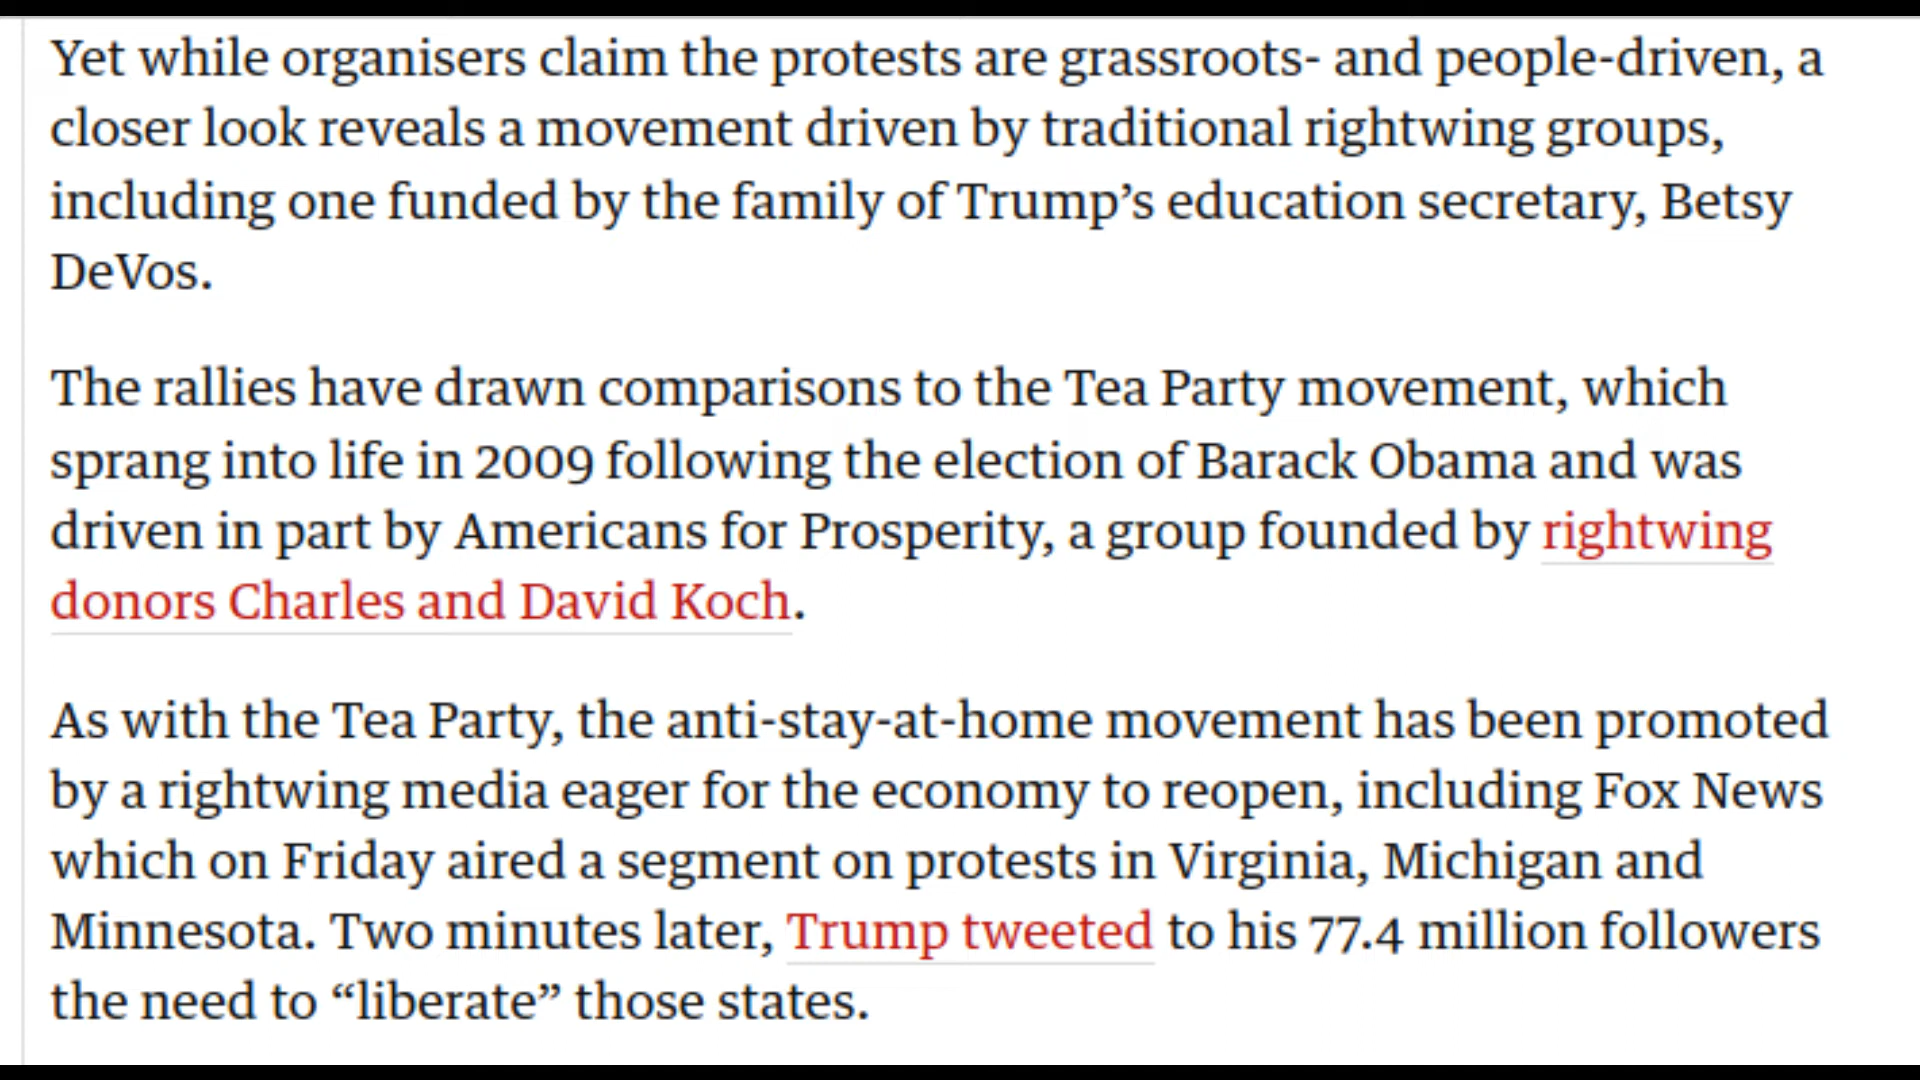 Yet while organisers claim the protests are grassroots- and people-driven, a
closer look reveals a movement driven by traditional rightwing groups,
including one funded by the family of Trump’s education secretary, Betsy
DeVos.
The rallies have drawn comparisons to the Tea Party movement, which
sprang into life in 2009 following the election of Barack Obama and was
driven in part by Americans for Prosperity, a group founded by rightwing
donors Charles and David Koch.
As with the Tea Party, the anti-stay-at-home movement has been promoted
by a rightwing media eager for the economy to reopen, including Fox News
which on Friday aired a segment on protests in Virginia, Michigan and
Minnesota. Two minutes later, Trump tweeted to his 77.4 million followers
the need to “liberate” those states.